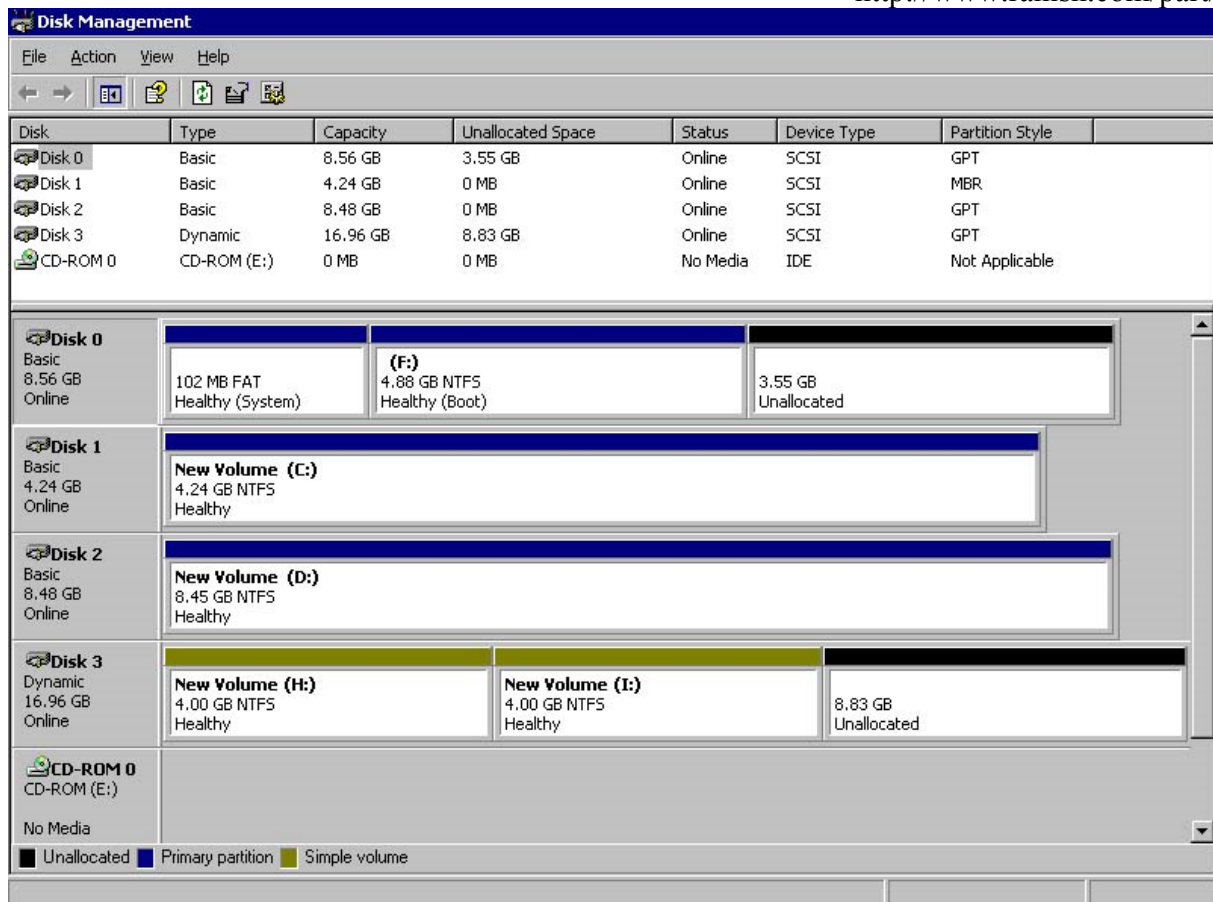 Disk Management
File Action View Help
Disk Type Capacity Unallocated Space Status Device Type Partition Style
Disk 0 Basic 8.56 GB 3.55 GB Online SCSI GPT
Disk 1 Basic 4.24 GB 0 MB Online SCSI MBR
Disk 2 Basic 8.48 GB 0 MB Online SCSI GPT
Disk 3 Dynamic 16.96 GB 8.83 GB Online SCSI GPT
CD-ROM 0 CD-ROM (E:) 0 MB 0 MB No Media IDE Not Applicable
Disk 0
Basic
8.56 GB
Online
102 MB FAT
Healthy (System)
(F:)
4.88 GB NTFS
Healthy (Boot)
3.55 GB
Unallocated
Disk 1
Basic
4.24 GB
Online
New Volume (C:)
4.24 GB NTFS
Healthy
Disk 2
Basic
8.48 GB
Online
New Volume (D:)
8.45 GB NTFS
Healthy
Disk 3
Dynamic
16.96 GB
Online
New Volume (H:)
4.00 GB NTFS
Healthy
New Volume (I:)
4.00 GB NTFS
Healthy
8.83 GB
Unallocated
CD-ROM 0
CD-ROM (E:)
No Media
Unallocated Primary partition Simple volume